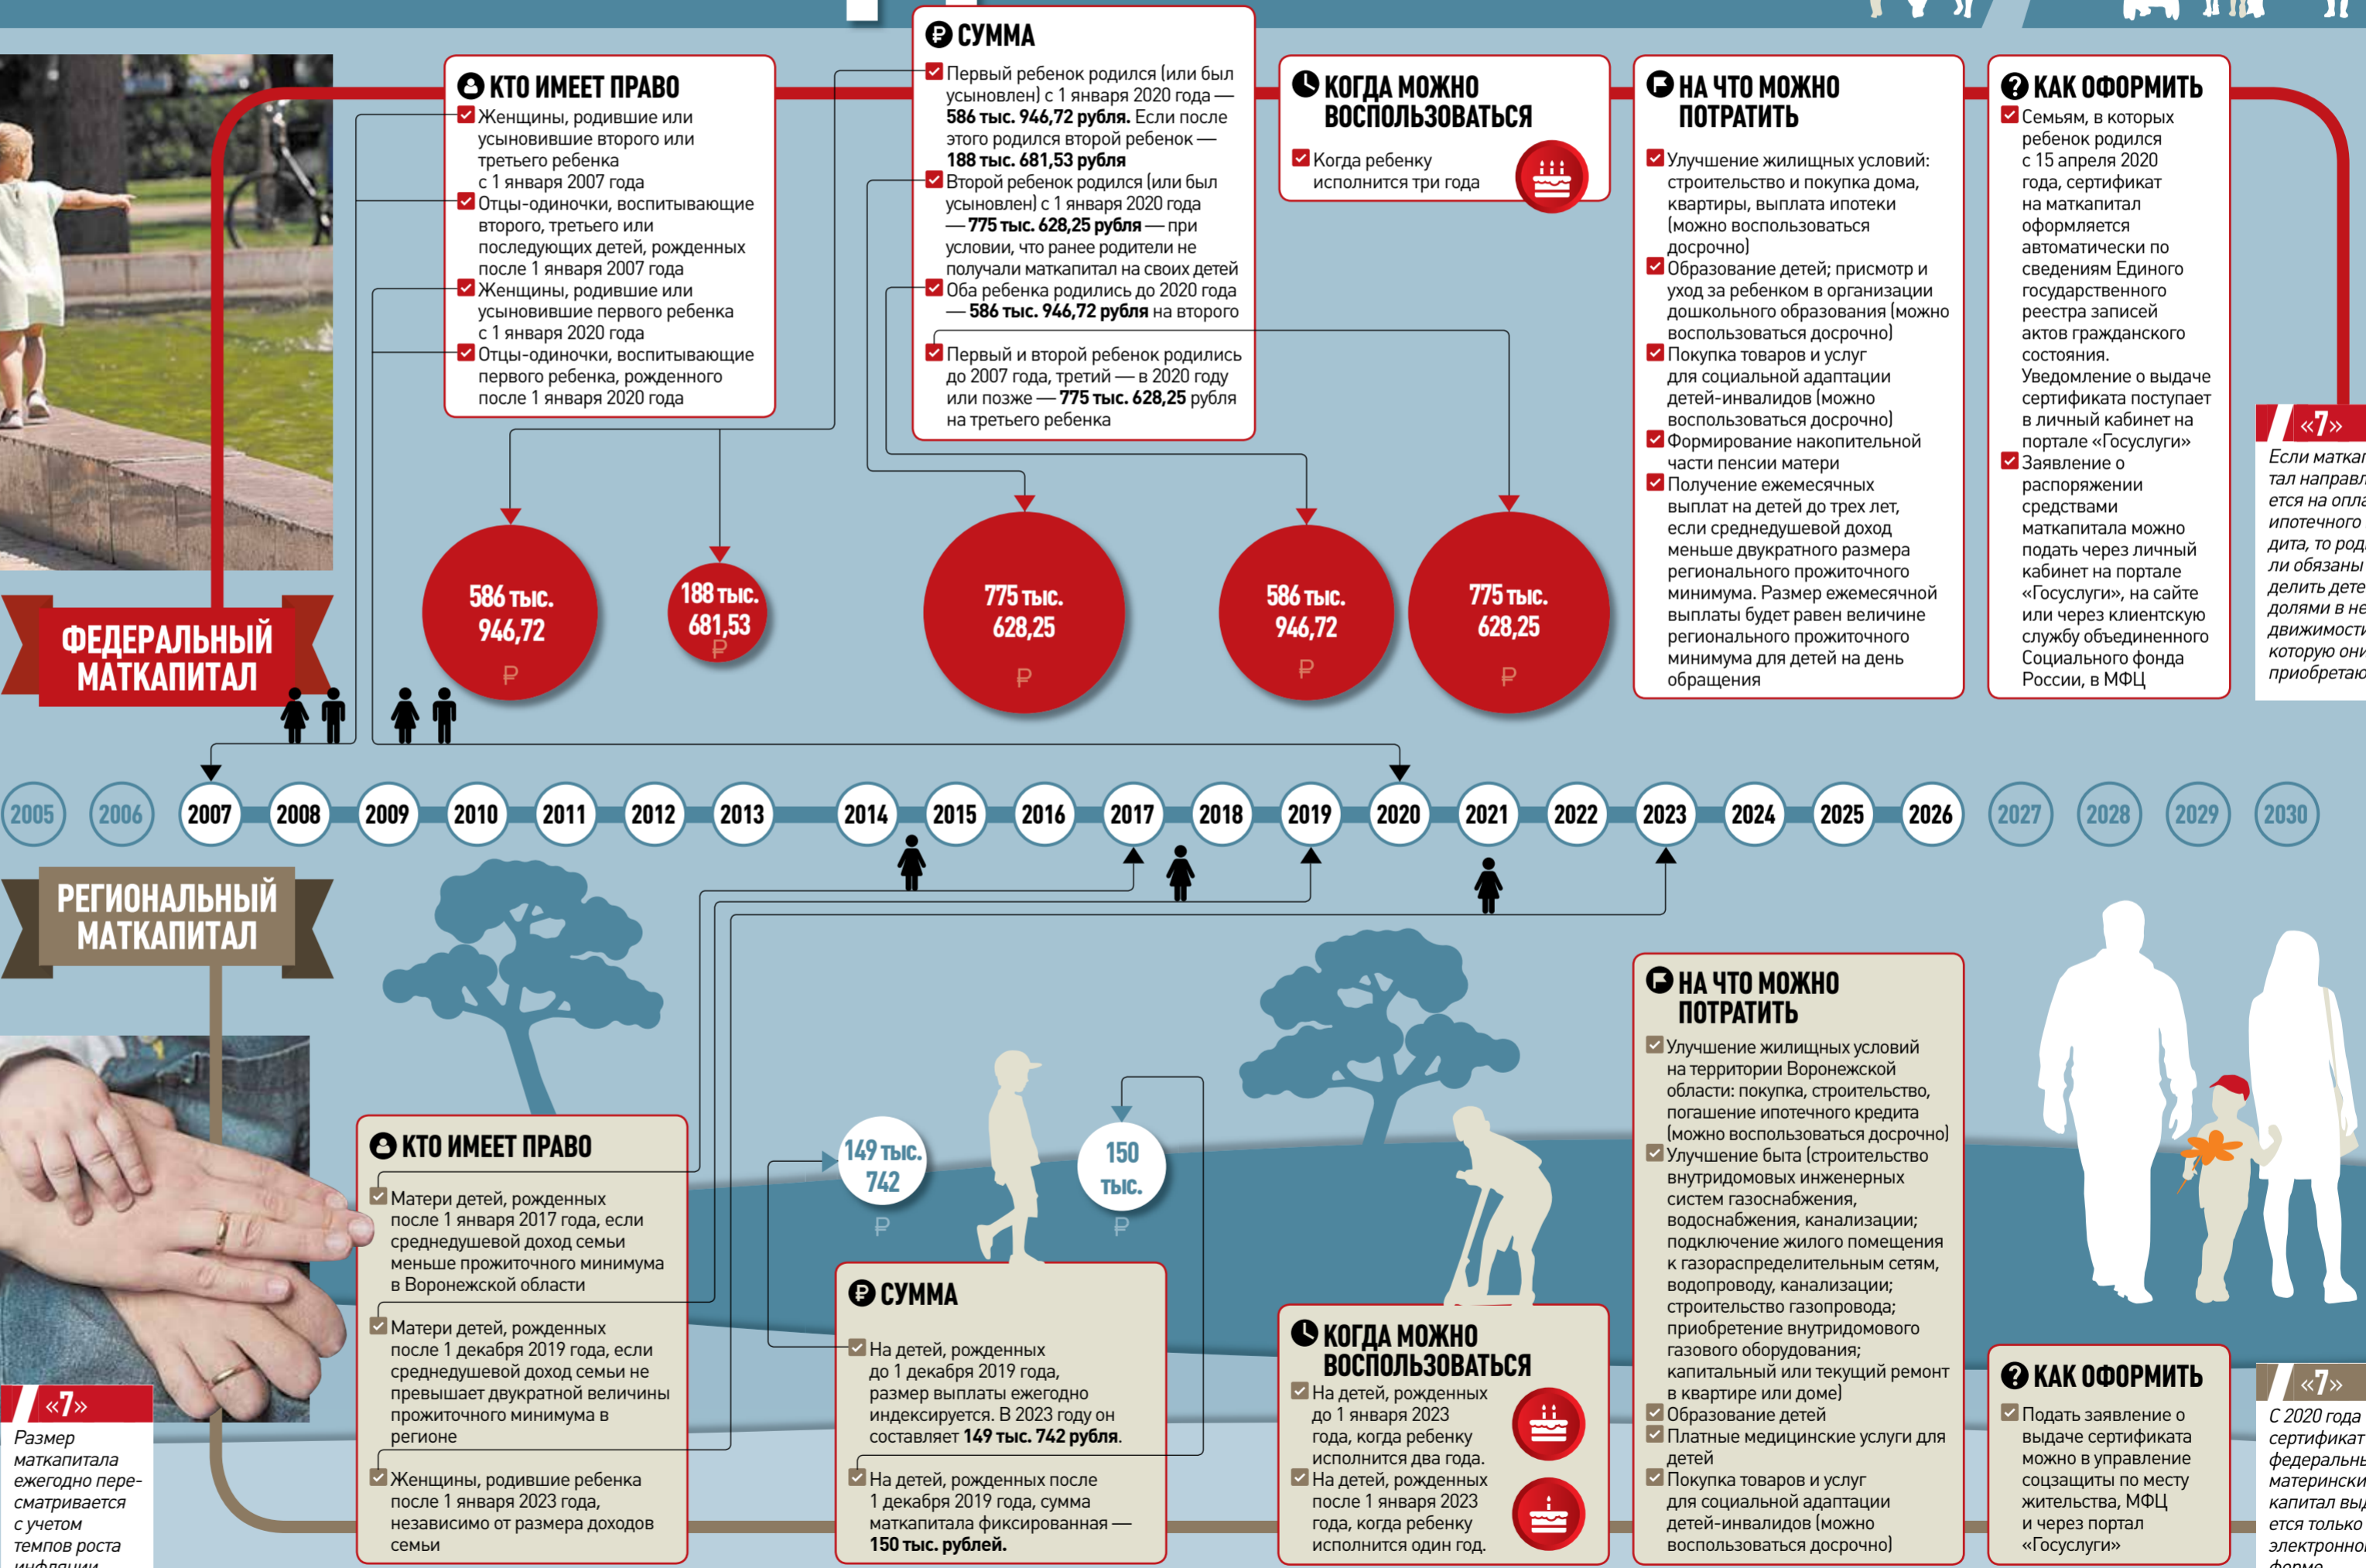 КТО ИМЕЕТ ПРАВО
Женщины, родившие или
усыновившие второго или
третьего ребенка
с 1 января 2007 года
Отцы-одиночки, воспитывающие
второго, третьего или
последующих детей, рожденных
после 1 января 2007 года
Женщины, родившие или
усыновившие первого ребенка
с 1 января 2020 года
Отцы-одиночки, воспитывающие
первого ребенка, рожденного
после 1 января 2020 года
₽ СУММА
Первый ребенок родился (или был
усыновлен) с 1 января 2020 года —
586 тыс. 946,72 рубля. Если после
этого родился второй ребенок —
188 тыс. 681,53 рубля
Второй ребенок родился (или был
усыновлен) с 1 января 2020 года
— 775 тыс. 628,25 рубля — при
условии, что ранее родители не
получали маткапитал на своих детей
Оба ребенка родились до 2020 года
— 586 тыс. 946,72 рубля на второго
Первый и второй ребенок родились
до 2007 года, третий — в 2020 году
или позже — 775 тыс. 628,25 рубля
на третьего ребенка
КОГДА МОЖНО
ВОСПОЛЬЗОВАТЬСЯ
Когда ребенку
исполнится три года
НА ЧТО МОЖНО
ПОТРАТИТЬ
Улучшение жилищных условий:
строительство и покупка дома,
квартиры, выплата ипотеки
(можно воспользоваться
досрочно)
Образование детей; присмотр и
уход за ребенком в организации
дошкольного образования (можно
воспользоваться досрочно)
Покупка товаров и услуг
для социальной адаптации
детей-инвалидов (можно
воспользоваться досрочно)
Формирование накопительной
части пенсии матери
Получение ежемесячных
выплат на детей до трех лет,
если среднедушевой доход
меньше двукратного размера
регионального прожиточного
минимума. Размер ежемесячной
выплаты будет равен величине
регионального прожиточного
минимума для детей на день
обращения
? КАК ОФОРМИТЬ
Семьям, в которых
ребенок родился
с 15 апреля 2020
года, сертификат
на маткапитал
оформляется
автоматически по
сведениям Единого
государственного
реестра записей
актов гражданского
состояния.
Уведомление о выдаче
сертификата поступает
в личный кабинет на
портале «Госуслуги»
Заявление о
распоряжении
средствами
маткапитала можно
подать через личный
кабинет на портале
«Госуслуги», на сайте
или через клиентскую
службу объединенного
Социального фонда
России, в МФЦ
«7»
Если
тал
ется на
ипотечного
дита, то
ли обязаны
делить
долями в
движимости
которую они
586 тыс.
946,72
₽
188 тыс.
681,53
₽
775 тыс.
628,25
₽
586 тыс.
946,72
₽
775 тыс.
628,25
₽
ФЕДЕРАЛЬНЫЙ
МАТКАПИТАЛ
2005 2006 2007 2008 2009 2010 2011 2012 2013 2014 2015 2016 2017 2018 2019 2020 2021 2022 2023 2024 2025 2026 2027 2028 2029 2030
РЕГИОНАЛЬНЫЙ
МАТКАПИТАЛ
«7»
Размер
маткапитала
ежегодно пере-
сматривается
с учетом
темпов роста
инфляции
КТО ИМЕЕТ ПРАВО
Матери детей, рожденных
после 1 января 2017 года, если
среднедушевой доход семьи
меньше прожиточного минимума
в Воронежской области
Матери детей, рожденных
после 1 декабря 2019 года, если
среднедушевой доход семьи не
превышает двукратной величины
прожиточного минимума в
регионе
Женщины, родившие ребенка
после 1 января 2023 года,
независимо от размера доходов
семьи
149 тыс.
742
₽
150
тыс.
₽
₽ СУММА
На детей, рожденных
до 1 декабря 2019 года,
размер выплаты ежегодно
индексируется. В 2023 году он
составляет 149 тыс. 742 рубля.
На детей, рожденных после
1 декабря 2019 года, сумма
маткапитала фиксированная —
150 тыс. рублей.
КОГДА МОЖНО
ВОСПОЛЬЗОВАТЬСЯ
На детей, рожденных
до 1 января 2023
года, когда ребенку
исполнится два года.
На детей, рожденных
после 1 января 2023
года, когда ребенку
исполнится один год.
НА ЧТО МОЖНО
ПОТРАТИТЬ
Улучшение жилищных условий
на территории Воронежской
области: покупка, строительство,
погашение ипотечного кредита
(можно воспользоваться досрочно)
Улучшение быта (строительство
внутридомовых инженерных
систем газоснабжения,
водоснабжения, канализации;
подключение жилого помещения
к газораспределительным сетям,
водопроводу, канализации;
строительство газопровода;
приобретение внутридомового
газового оборудования;
капитальный или текущий ремонт
в квартире или доме)
Образование детей
Платные медицинские услуги для
детей
Покупка товаров и услуг
для социальной адаптации
детей-инвалидов (можно
воспользоваться досрочно)
? КАК ОФОРМИТЬ
Подать заявление о
выдаче сертификата
можно в управление
соцзащиты по месту
жительства, МФЦ
и через портал
«Госуслуги»
«7»
С 2020 года
сертификат
капитал
ется только